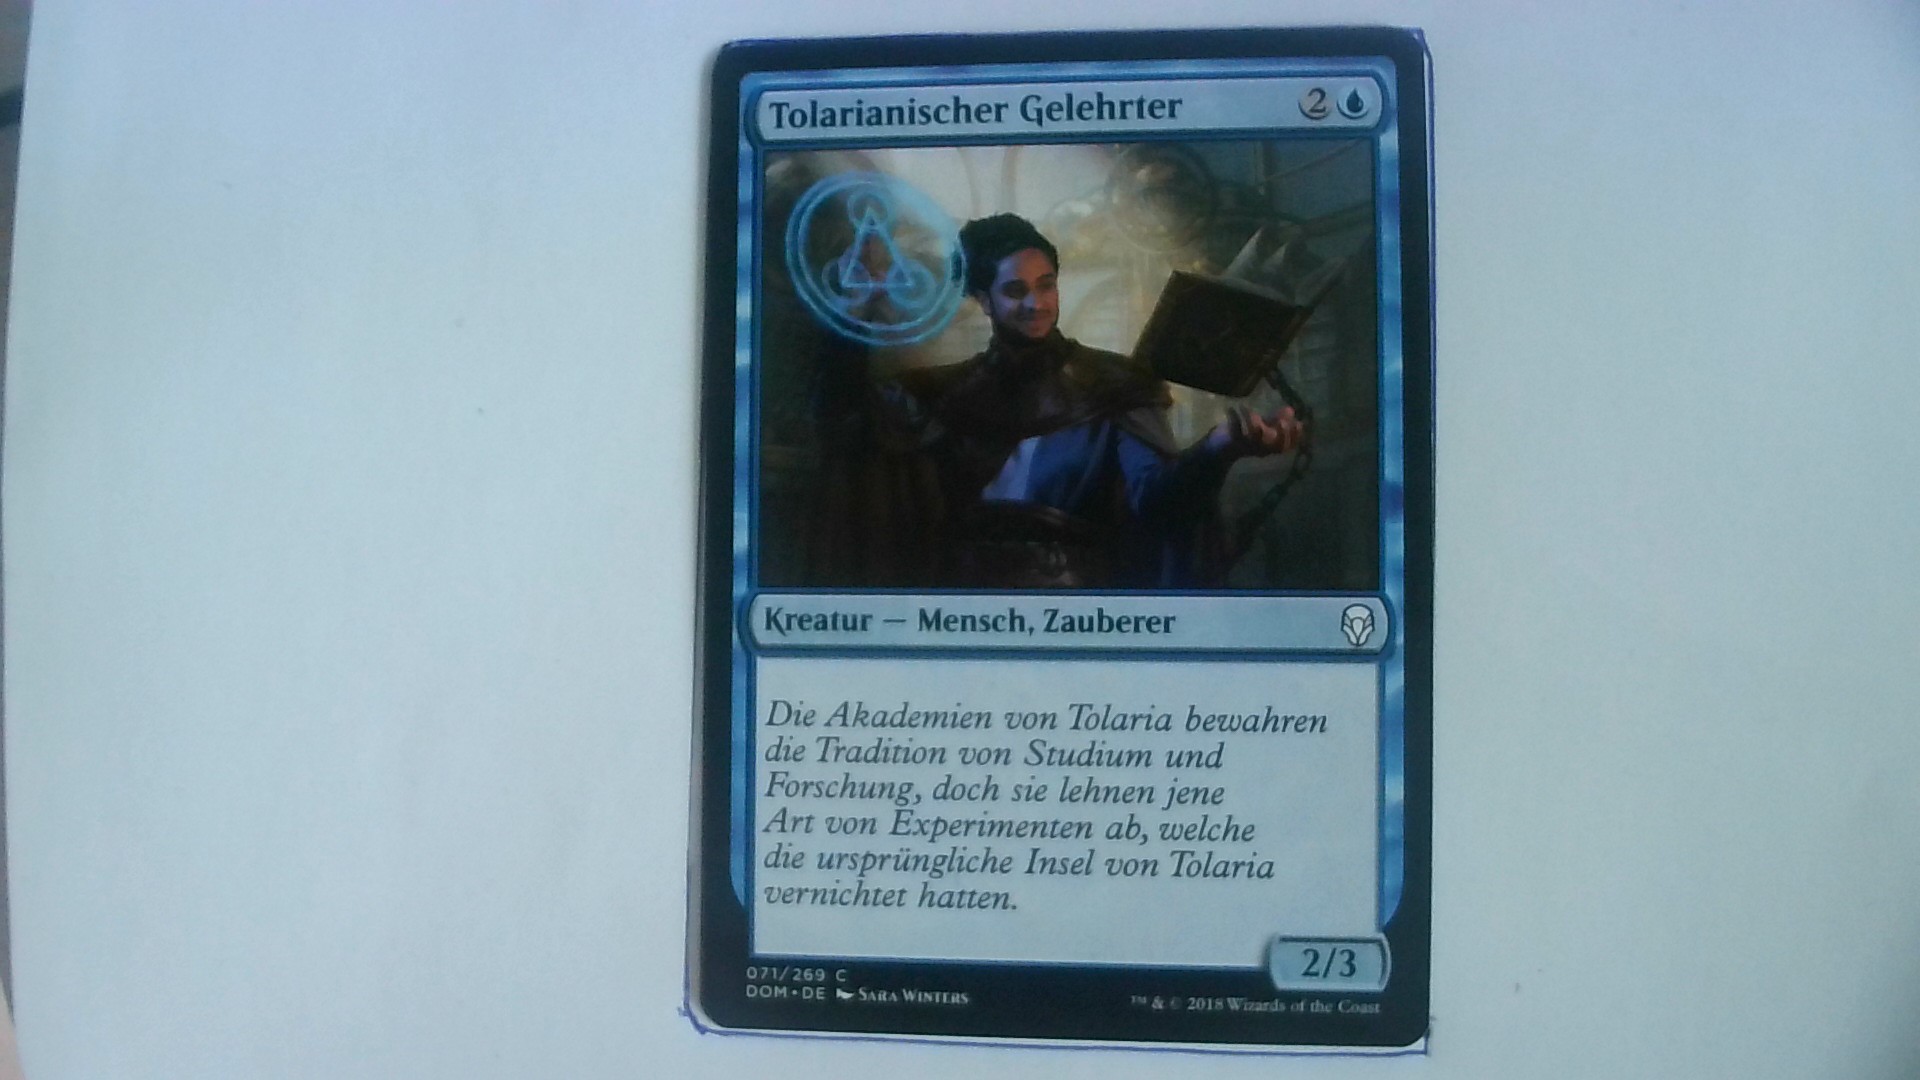 Tolarianischer Gelehrter 2
Kreatur — Mensch, Zauberer
Die Akademien von Tolaria bewahren
die Tradition von Studium und
Forschung, doch sie lehnen jene
Art von Experimenten ab, welche
die ursprüngliche Insel von Tolaria
vernichtet hatten.
2/3
071/269 C
DOM • DE Sara Winters
™ & © 2018 Wizards of the Coast